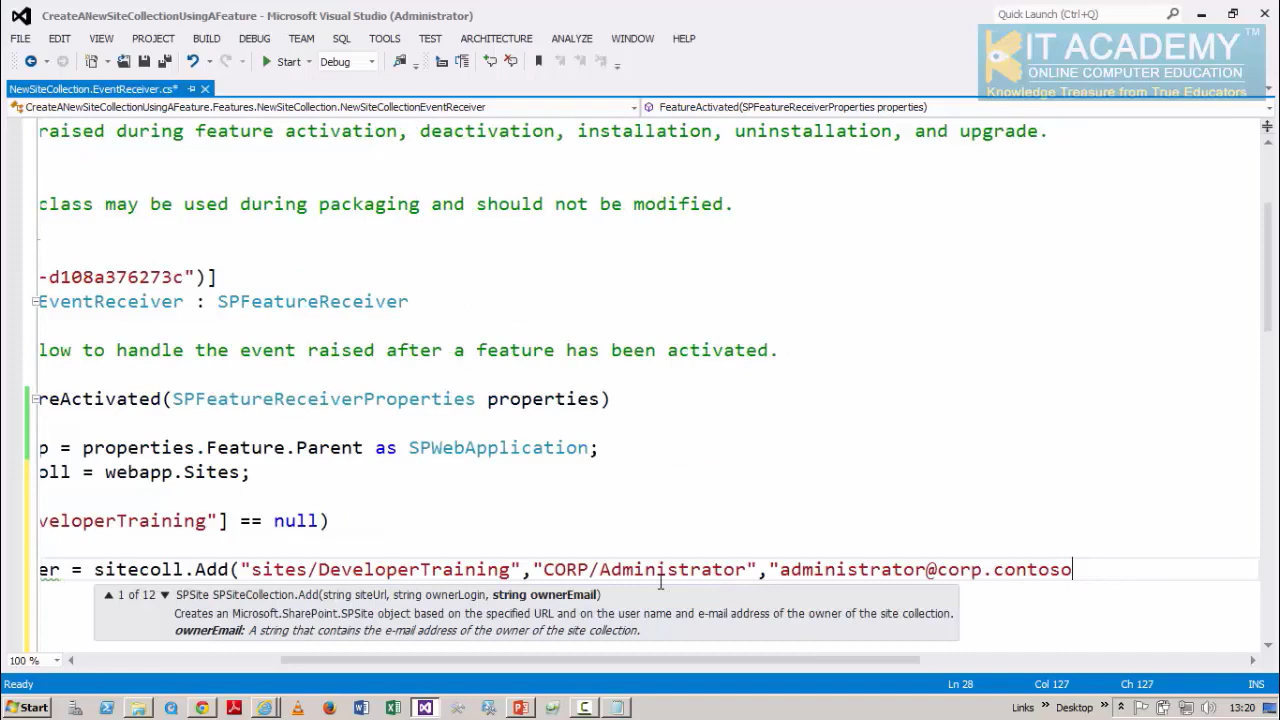 CreateANewSiteCollectionUsingAFeature - Microsoft Visual Studio (Administrator)
Quick Launch (Ctrl+Q)
FILE EDIT VIEW PROJECT BUILD DEBUG TEAM SQL TOOLS TEST ARCHITECTURE ANALYZE WINDOW HELP
Start Debug
KIT ACADEMY TM
ONLINE COMPUTER EDUCATION
Knowledge Treasure from True Educators
NewSiteCollection.EventReceiver.cs*
CreateANewSiteCollectionUsingAFeature.Features.NewSiteCollection.NewSiteCollectionEventReceiver
FeatureActivated(SPFeatureReceiverProperties properties)
raised during feature activation, deactivation, installation, uninstallation, and upgrade.
class may be used during packaging and should not be modified.
-d108a376273c")]
EventReceiver : SPFeatureReceiver
low to handle the event raised after a feature has been activated.
reActivated(SPFeatureReceiverProperties properties)
p = properties.Feature.Parent as SPWebApplication;
oll = webapp.Sites;
veloperTraining"] == null)
er = sitecoll.Add("sites/DeveloperTraining","CORP/Administrator","administrator@corp.contoso
▲ 1 of 12 ▼ SPSite SPSiteCollection.Add(string siteUrl, string ownerLogin, string ownerEmail)
Creates an Microsoft.SharePoint.SPSite object based on the specified URL and on the user name and e-mail address of the owner of the site collection.
ownerEmail: A string that contains the e-mail address of the owner of the site collection.
100 %
Ready
Ln 28
Col 127
Ch 127
INS
Start
Links
Desktop
13:20